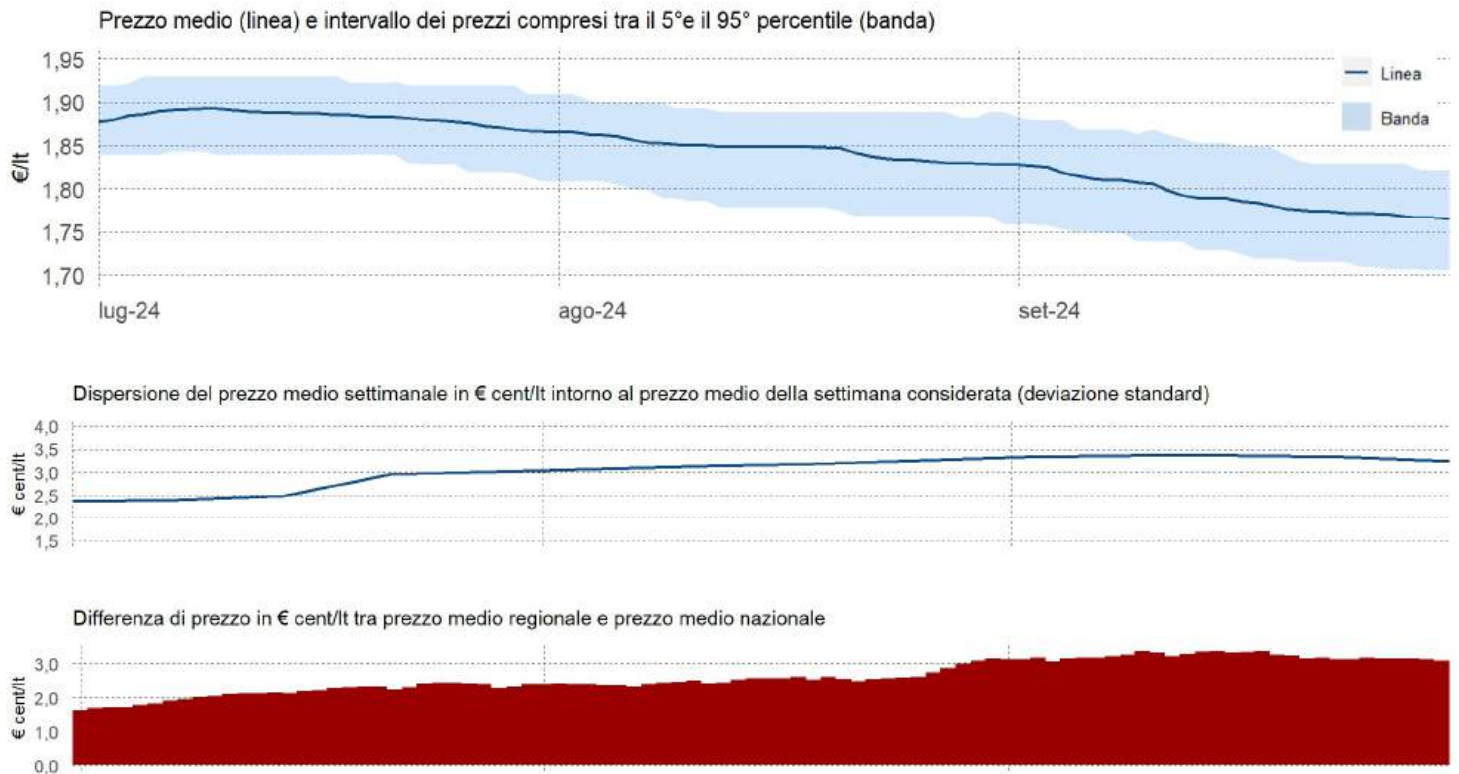 Prezzo medio (linea) e intervallo dei prezzi compresi tra il 5°e il 95° percentile (banda)
1,95
1,90
1,85
1,80
1,75
1,70
€/lt
Linea
Banda
lug-24
ago-24
set-24
Dispersione del prezzo medio settimanale in € cent/lt intorno al prezzo medio della settimana considerata (deviazione standard)
4,0
3,5
3,0
2,5
2,0
1,5
€ cent/lt
Differenza di prezzo in € cent/lt tra prezzo medio regionale e prezzo medio nazionale
3,0
2,0
1,0
0,0
€ cent/lt